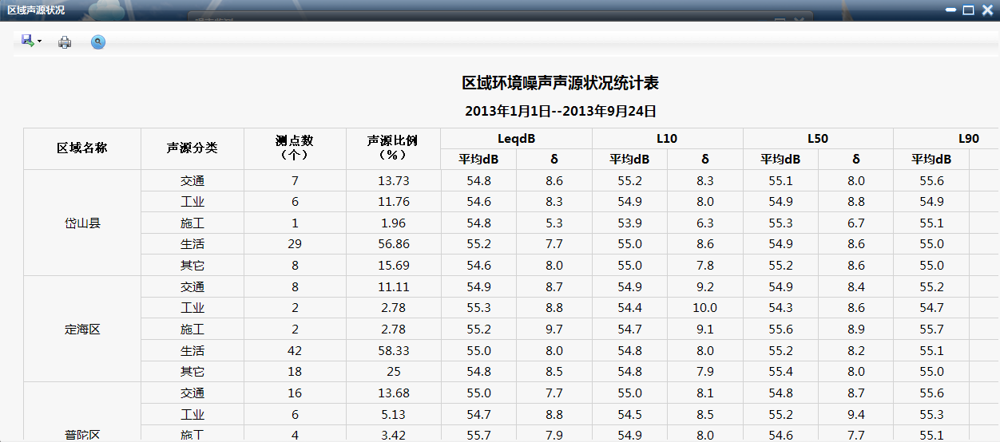 区域声源状况
区域环境噪声声源状况统计表
2013年1月1日--2013年9月24日
区域名称 声源分类 测点数（个） 声源比例（%） LeqdB L10 L50 L90
平均dB δ 平均dB δ 平均dB δ 平均dB
岱山县
交通 7 13.73 54.8 8.6 55.2 8.3 55.1 8.0 55.6
工业 6 11.76 54.6 8.3 54.9 8.0 54.9 8.8 54.9
施工 1 1.96 54.8 5.3 53.9 6.3 55.3 6.7 55.1
生活 29 56.86 55.2 7.7 55.0 8.6 54.9 8.6 55.0
其它 8 15.69 54.6 8.0 55.0 7.8 55.2 8.6 55.0
定海区
交通 8 11.11 54.9 8.7 54.9 9.2 54.9 8.4 55.2
工业 2 2.78 55.3 8.8 54.4 10.0 54.3 8.6 54.7
施工 2 2.78 55.2 9.7 54.7 9.1 55.6 8.9 55.7
生活 42 58.33 55.0 8.0 54.8 8.0 55.2 8.2 55.1
其它 18 25 54.8 8.5 54.8 7.9 55.4 8.0 55.0
普陀区
交通 16 13.68 55.0 7.7 55.0 8.1 54.8 8.7 55.6
工业 6 5.13 54.7 8.8 54.5 8.5 55.2 9.4 55.3
施工 4 3.42 55.7 7.9 54.9 8.0 54.6 7.7 55.1